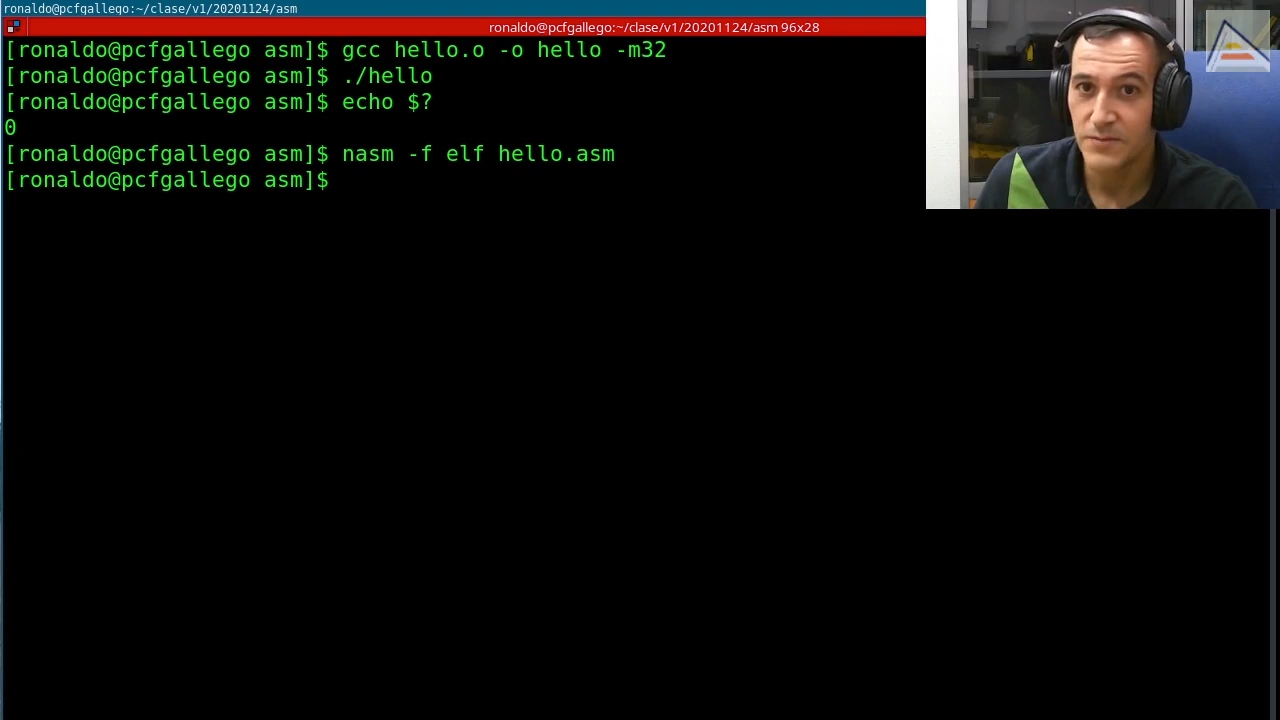 ronaldo@pcfgallego:~/clase/v1/20201124/asm
ronaldo@pcfgallego:~/clase/v1/20201124/asm 96x28
[ronaldo@pcfgallego asm]$ gcc hello.o -o hello -m32
[ronaldo@pcfgallego asm]$ ./hello
[ronaldo@pcfgallego asm]$ echo $?
0
[ronaldo@pcfgallego asm]$ nasm -f elf hello.asm
[ronaldo@pcfgallego asm]$